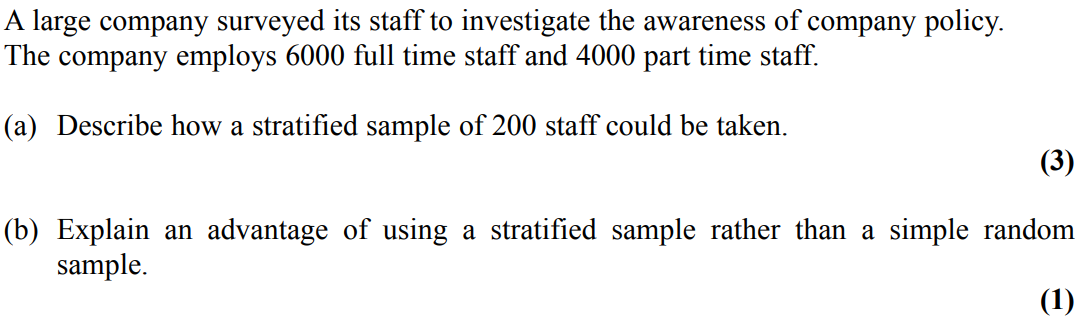 A large company surveyed its staff to investigate the awareness of company policy.
The company employs 6000 full time staff and 4000 part time staff.
(a) Describe how a stratified sample of 200 staff could be taken.
(3)
(b) Explain an advantage of using a stratified sample rather than a simple random
sample.
(1)